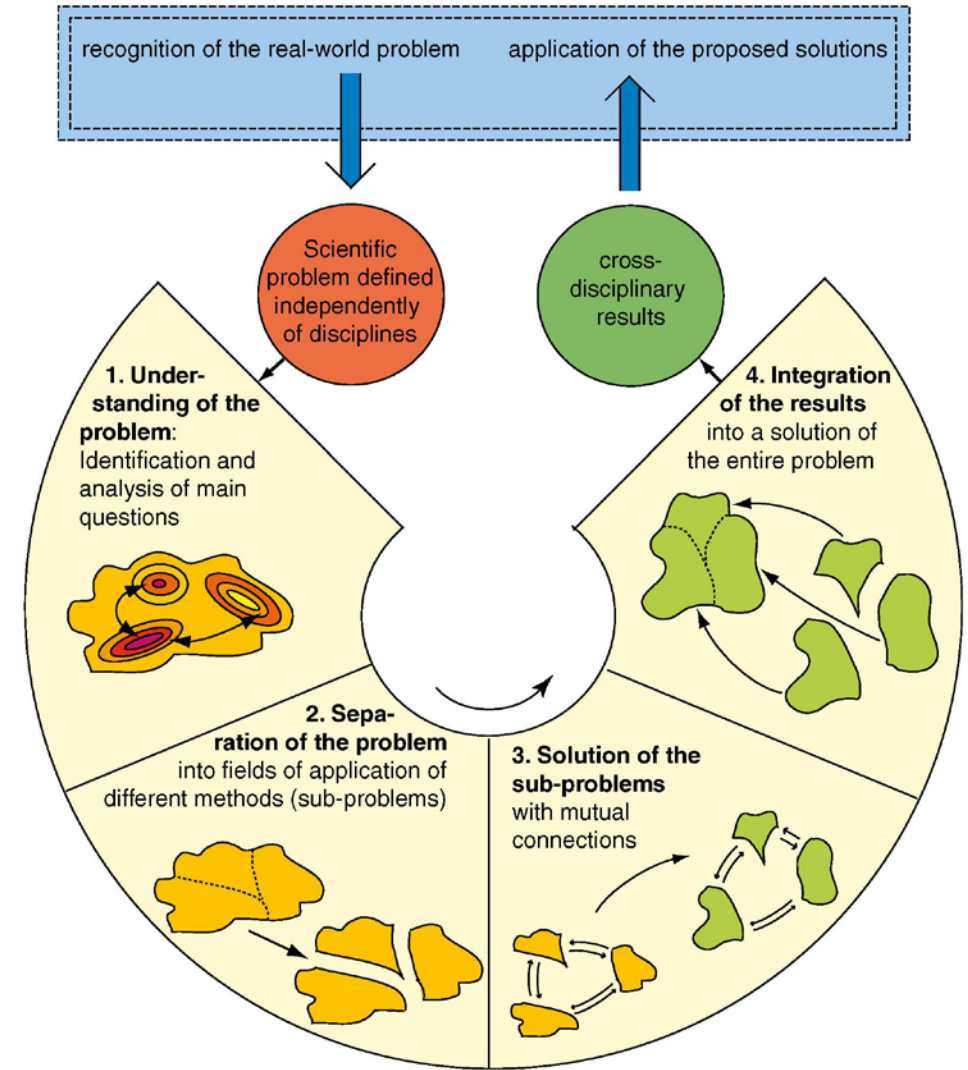 recognition of the real-world problem
application of the proposed solutions
Scientific
problem defined
independently
of disciplines
cross-
disciplinary
results
1. Under-
standing of the
problem:
Identification and
analysis of main
questions
2. Sepa-
ration of the problem
into fields of application of
different methods (sub-problems)
3. Solution of the
sub-problems
with mutual
connections
4. Integration
of the results
into a solution of
the entire problem